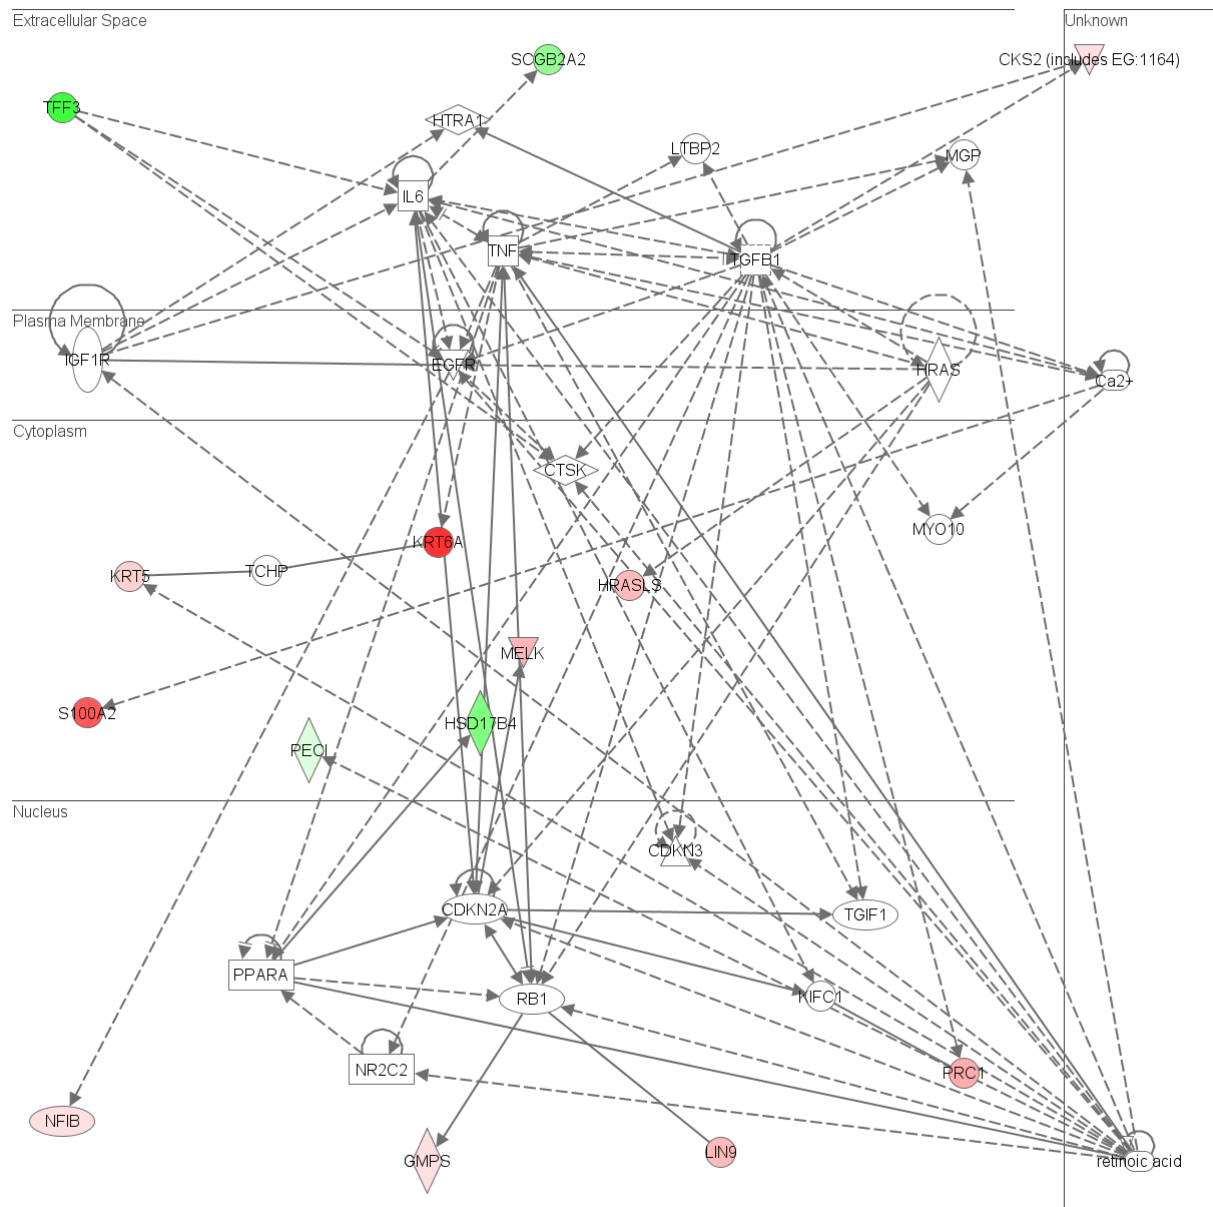 Extracellular Space
Unknown
SCGB2A2
CKS2 (includes EG:1164)
TFF3
HTRA1
LTBP2
MGP
IL6
TNF
TGFB1
Plasma Membrane
IGF1R
EGFR
HRAS
Ca2+
Cytoplasm
CTSK
MYO10
KRT6A
KRT5
TCHP
HRASLS
MELK
S100A2
HSD17B4
PECI
Nucleus
CDKN3
CDKN2A
TGIF1
PPARA
RB1
KIFC1
NR2C2
PRC1
NFIB
GMPS
LIN9
retinoic acid